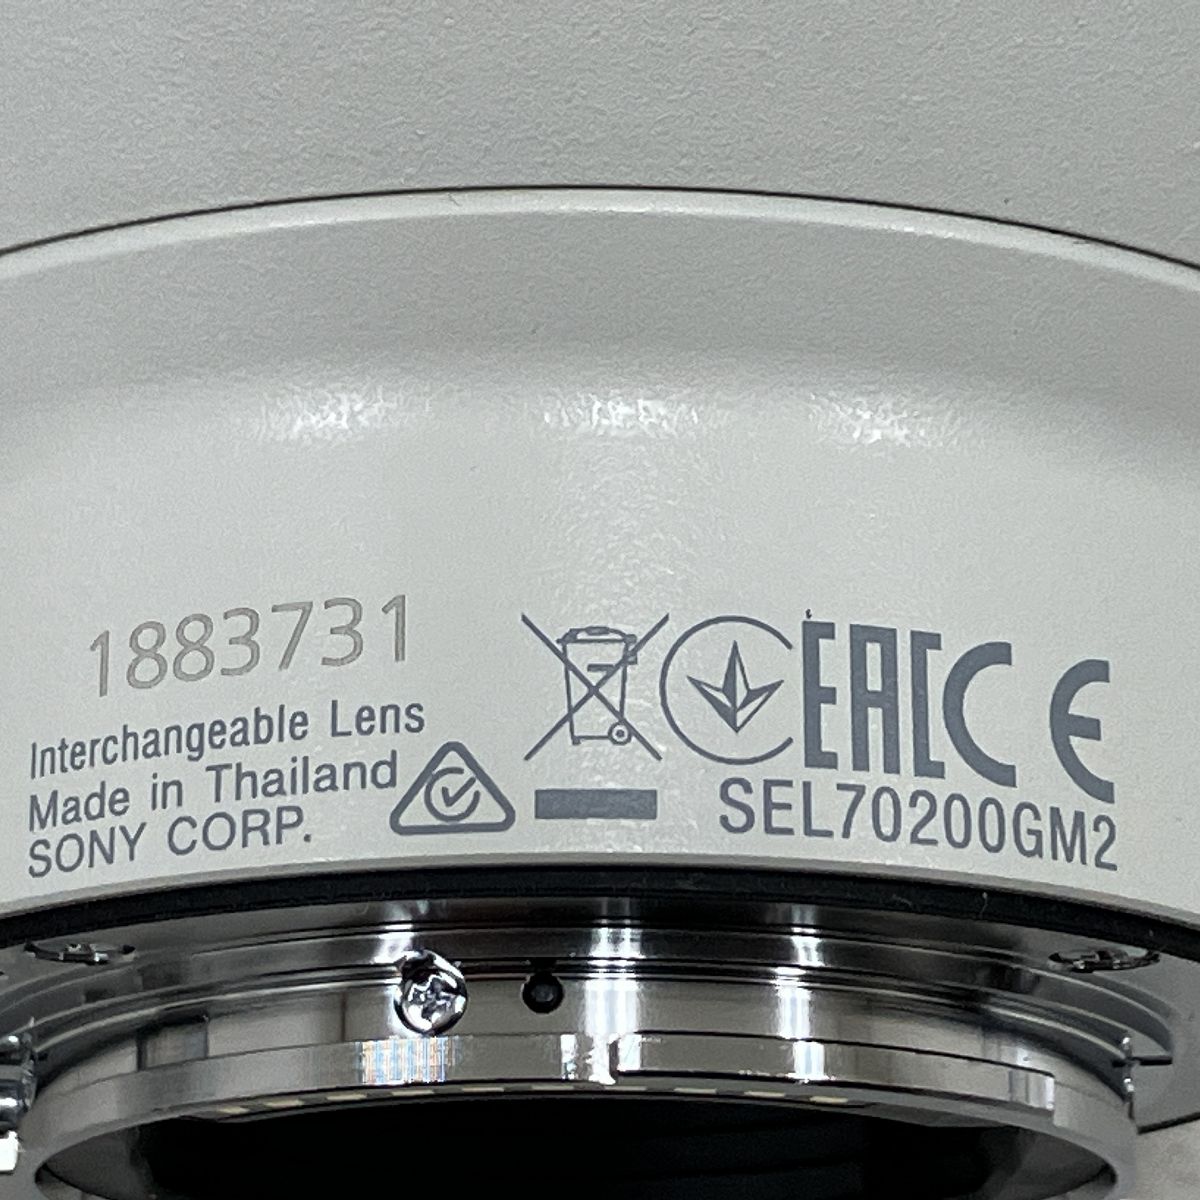 1883731
Interchangeable Lens
Made in Thailand
SONY CORP.
EAC CE
SEL70200GM2